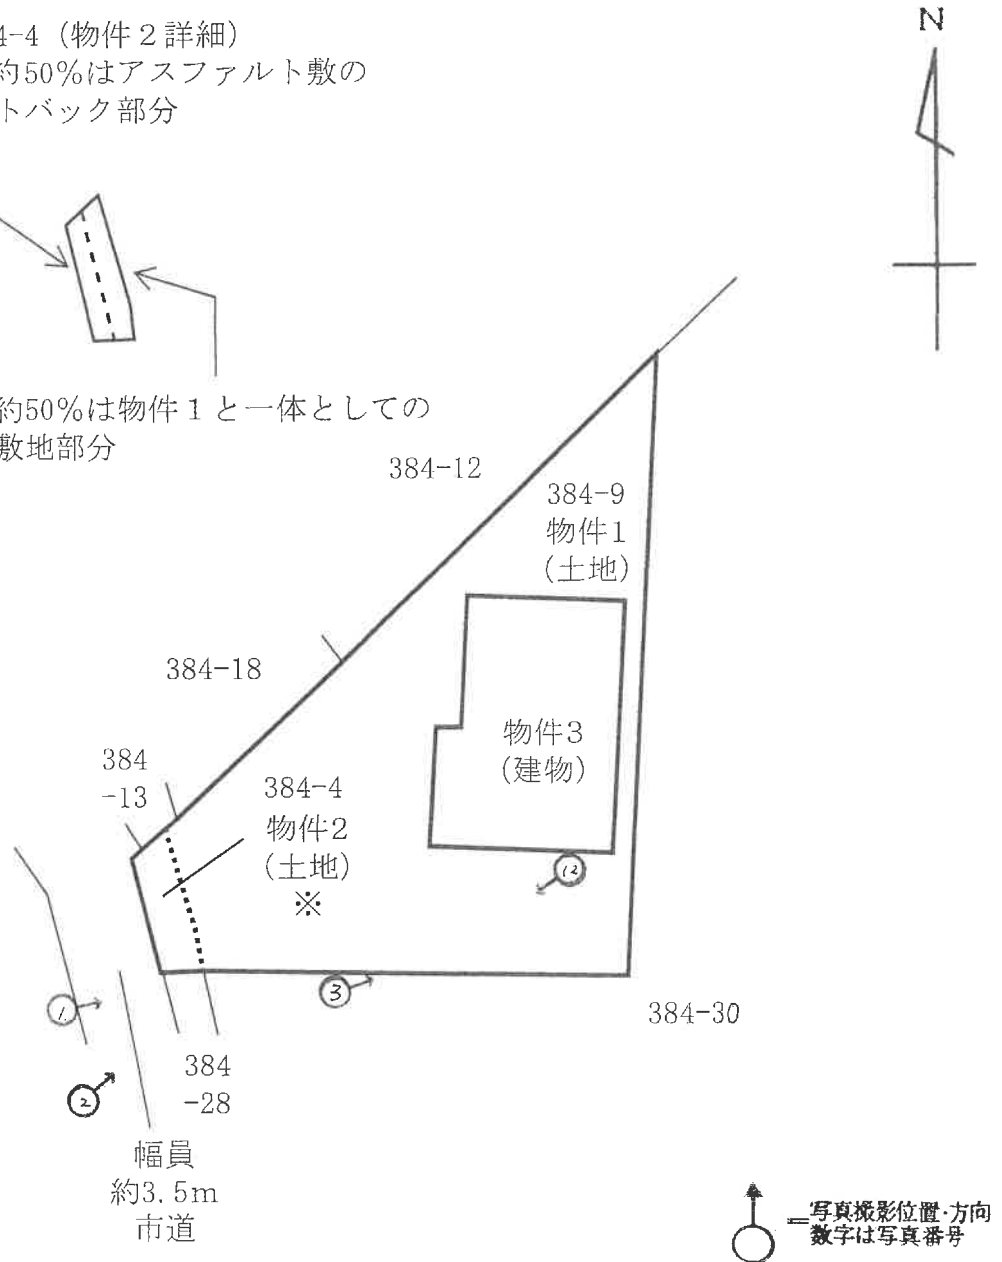 4-4（物件２詳細）
約50％はアスファルト敷の
トバック部分
N
約50％は物件１と一体としての
敷地部分
384-12
384-9
物件1
(土地)
384-18
物件3
(建物)
384
-13
384-4
物件2
(土地)
※
12
3
1
2
384-30
384
-28
幅員
約3.5m
市道
＝写真撮影位置・方向
数字は写真番号